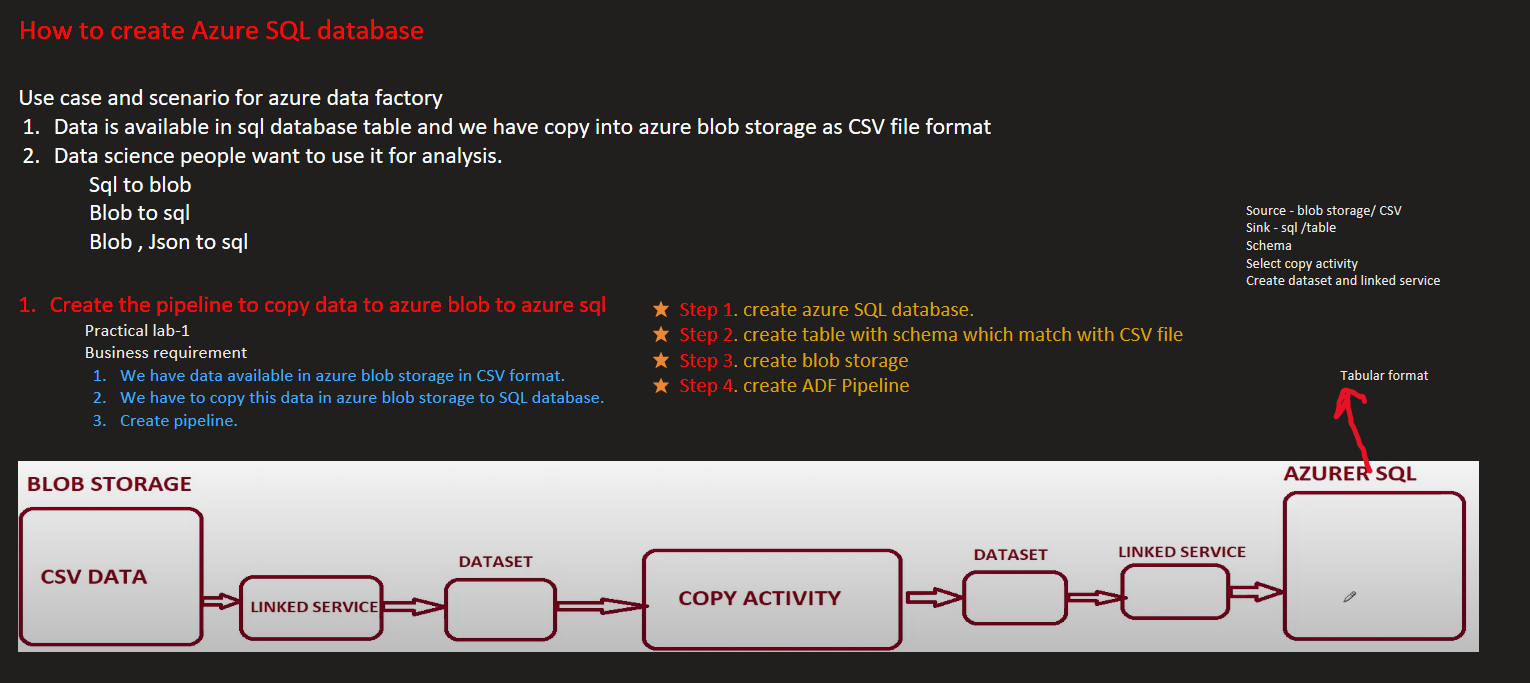 How to create Azure SQL database
Use case and scenario for azure data factory
1. Data is available in sql database table and we have copy into azure blob storage as CSV file format
2. Data science people want to use it for analysis.
Sql to blob
Blob to sql
Blob , Json to sql
Source - blob storage/ CSV
Sink - sql /table
Schema
Select copy activity
Create dataset and linked service
1. Create the pipeline to copy data to azure blob to azure sql
Practical lab-1
Business requirement
1. We have data available in azure blob storage in CSV format.
2. We have to copy this data in azure blob storage to SQL database.
3. Create pipeline.
Step 1. create azure SQL database.
Step 2. create table with schema which match with CSV file
Step 3. create blob storage
Step 4. create ADF Pipeline
Tabular format
BLOB STORAGE
CSV DATA
LINKED SERVICE
DATASET
COPY ACTIVITY
DATASET
LINKED SERVICE
AZURER SQL